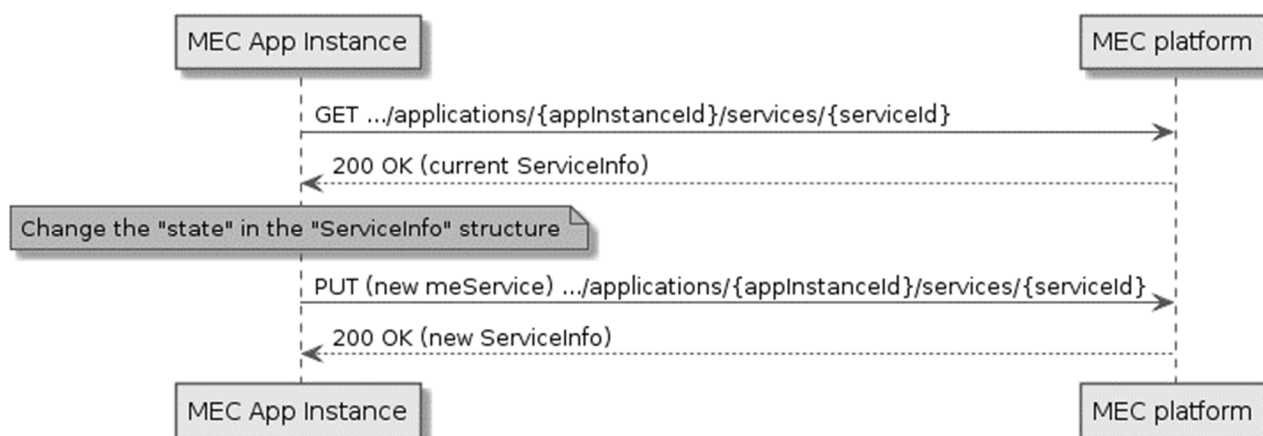 MEC App Instance
MEC platform
GET .../applications/{appInstanceId}/services/{serviceId}
200 OK (current ServiceInfo)
Change the "state" in the "ServiceInfo" structure
PUT (new meService) .../applications/{appInstanceId}/services/{serviceId}
200 OK (new ServiceInfo)
MEC App Instance
MEC platform